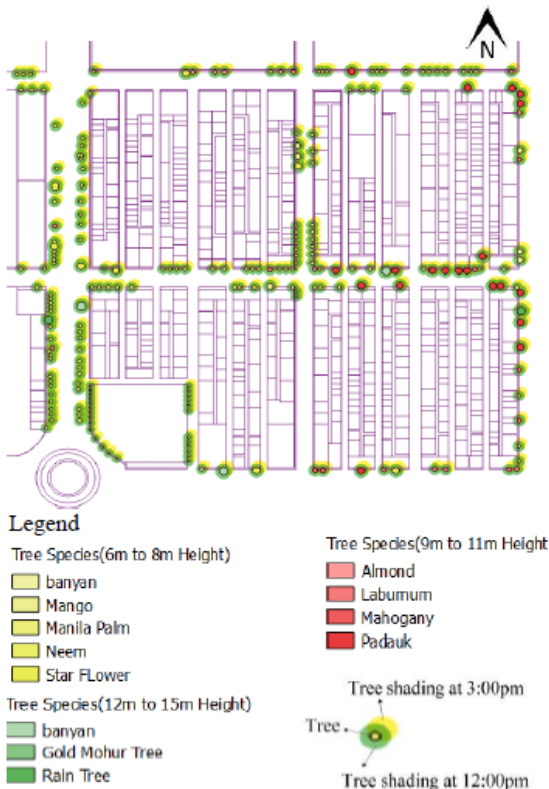 N
Legend
Tree Species(6m to 8m Height)
banyan
Mango
Manila Palm
Neem
Star FLower
Tree Species(12m to 15m Height)
banyan
Gold Mohur Tree
Rain Tree
Tree Species(9m to 11m Height
Almond
Laburnum
Mahogany
Padauk
Tree shading at 3:00pm
Tree
Tree shading at 12:00pm